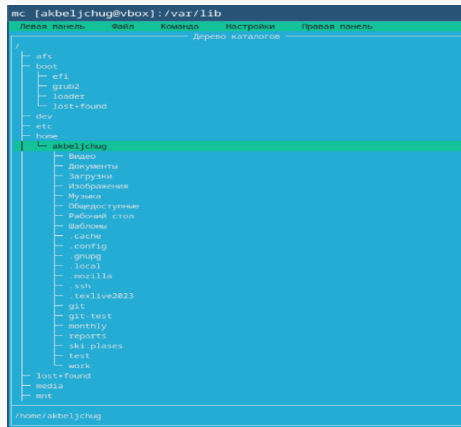 mc [akbeljchug@vbox]:/var/lib
Левая панель Файл Команда Настройки Правая панель
Дерево каталогов
/
afs
boot
efi
grub2
loader
lost+found
dev
etc
home
akbeljchug
Видео
Документы
Загрузки
Изображения
Музыка
Общедоступные
Рабочий стол
Шаблоны
.cache
.config
.gnupg
.local
.mozilla
.ssh
.texlive2023
git
git-test
monthly
reports
ski.plases
test
work
lost+found
media
mnt
/home/akbeljchug